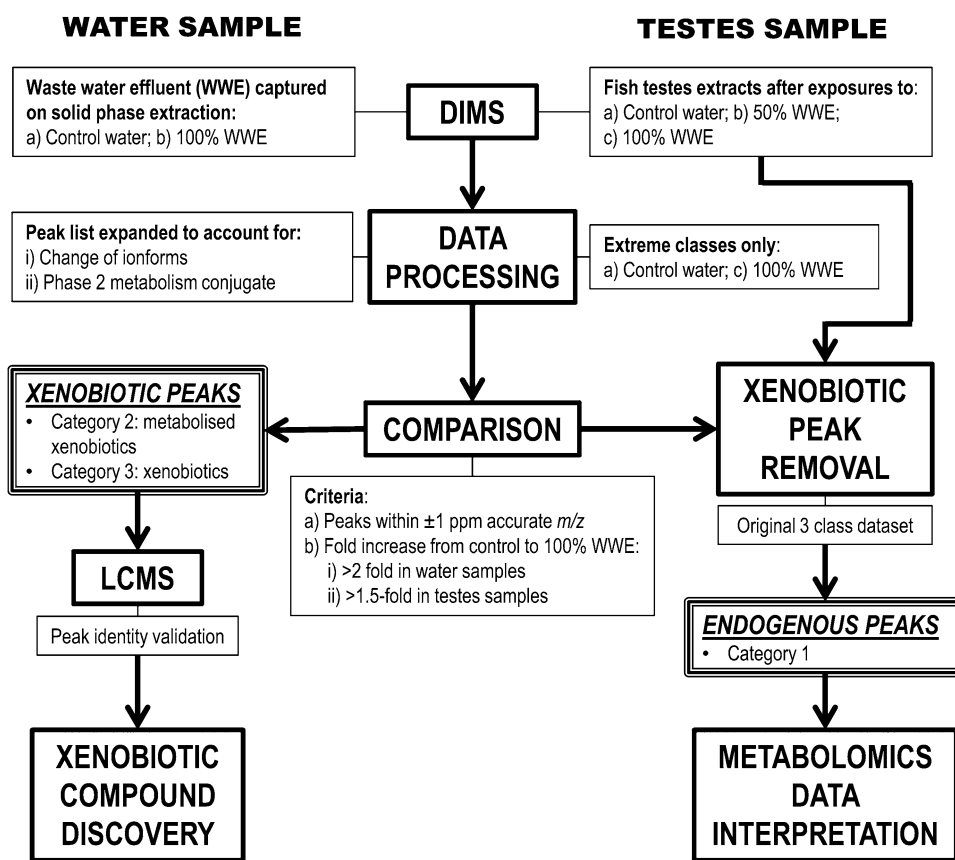 WATER SAMPLE
TESTES SAMPLE
Waste water effluent (WWE) captured
on solid phase extraction:
a) Control water; b) 100% WWE
DIMS
Fish testes extracts after exposures to:
a) Control water; b) 50% WWE;
c) 100% WWE
Peak list expanded to account for:
i) Change of ionforms
ii) Phase 2 metabolism conjugate
DATA
PROCESSING
Extreme classes only:
a) Control water; c) 100% WWE
XENOBIOTIC PEAKS
• Category 2: metabolised
xenobiotics
• Category 3: xenobiotics
COMPARISON
XENOBIOTIC
PEAK
REMOVAL
Criteria:
a) Peaks within ±1 ppm accurate m/z
b) Fold increase from control to 100% WWE:
i) >2 fold in water samples
ii) >1.5-fold in testes samples
Original 3 class dataset
LCMS
Peak identity validation
ENDOGENOUS PEAKS
• Category 1
XENOBIOTIC
COMPOUND
DISCOVERY
METABOLOMICS
DATA
INTERPRETATION